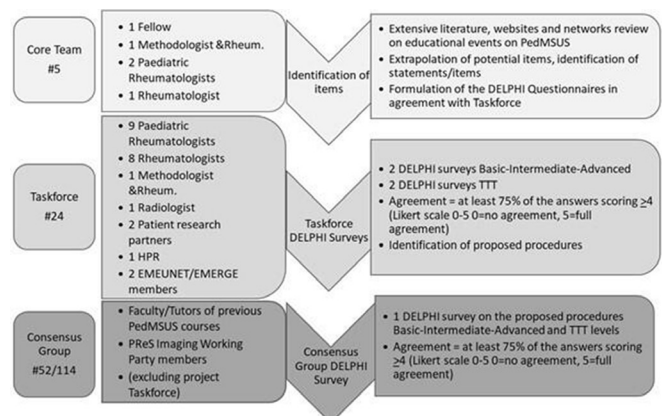 Core Team
#5
• 1 Fellow
• 1 Methodologist &Rheum.
• 2 Paediatric
Rheumatologists
• 1 Rheumatologist
Identification of
items
• Extensive literature, websites and networks review
on educational events on PedMSUS
• Extrapolation of potential items, identification of
statements/items
• Formulation of the DELPHI Questionnaires in
agreement with Taskforce
Taskforce
#24
• 9 Paediatric
Rheumatologists
• 8 Rheumatologists
• 1 Methodologist
&Rheum.
• 1 Radiologist
• 2 Patient research
partners
• 1 HPR
• 2 EMEUNET/EMERGE
members
Taskforce
DELPHI Surveys
• 2 DELPHI surveys Basic-Intermediate-Advanced
• 2 DELPHI surveys TTT
• Agreement = at least 75% of the answers scoring ≥4
(Likert scale 0-5 0=no agreement, 5=full
agreement)
• Identification of proposed procedures
Consensus
Group
#52/114
• Faculty/Tutors of previous
PedMSUS courses
• PReS Imaging Working
Party members
• (excluding project
Taskforce)
Consensus
Group DELPHI
Survey
• 1 DELPHI survey on the proposed procedures
Basic-Intermediate-Advanced and TTT levels
• Agreement = at least 75% of the answers scoring
≥4 (Likert scale 0-5 0=no agreement, 5=full
agreement)